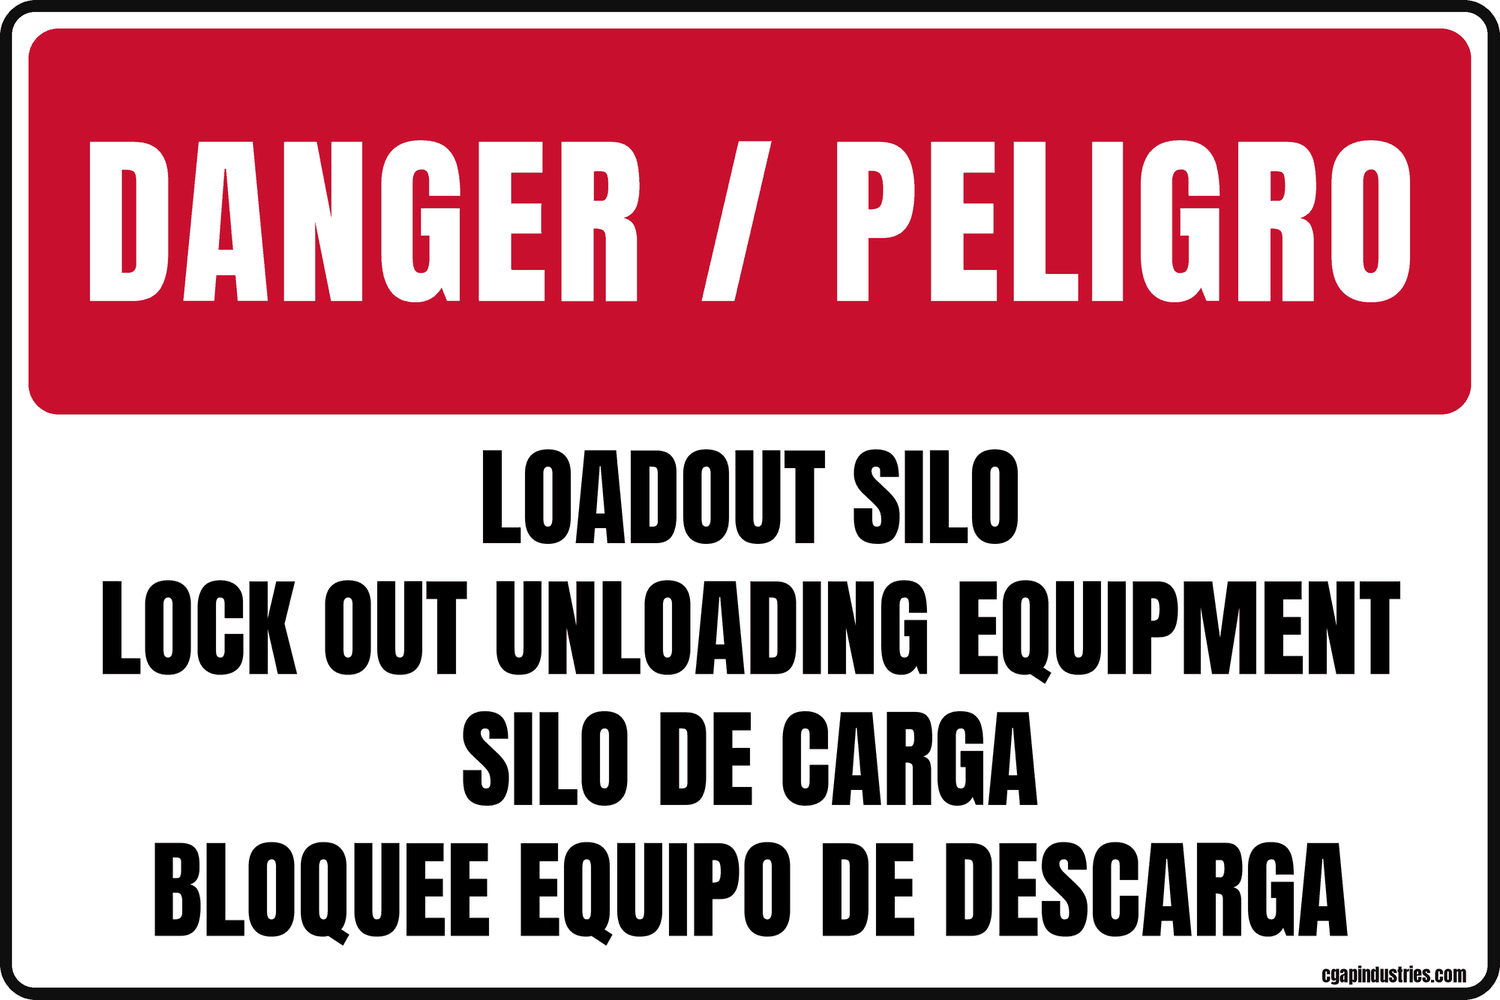 DANGER / PELIGRO
LOADOUT SILO
LOCK OUT UNLOADING EQUIPMENT
SILO DE CARGA
BLOQUEE EQUIPO DE DESCARGA
cgapindustries.com